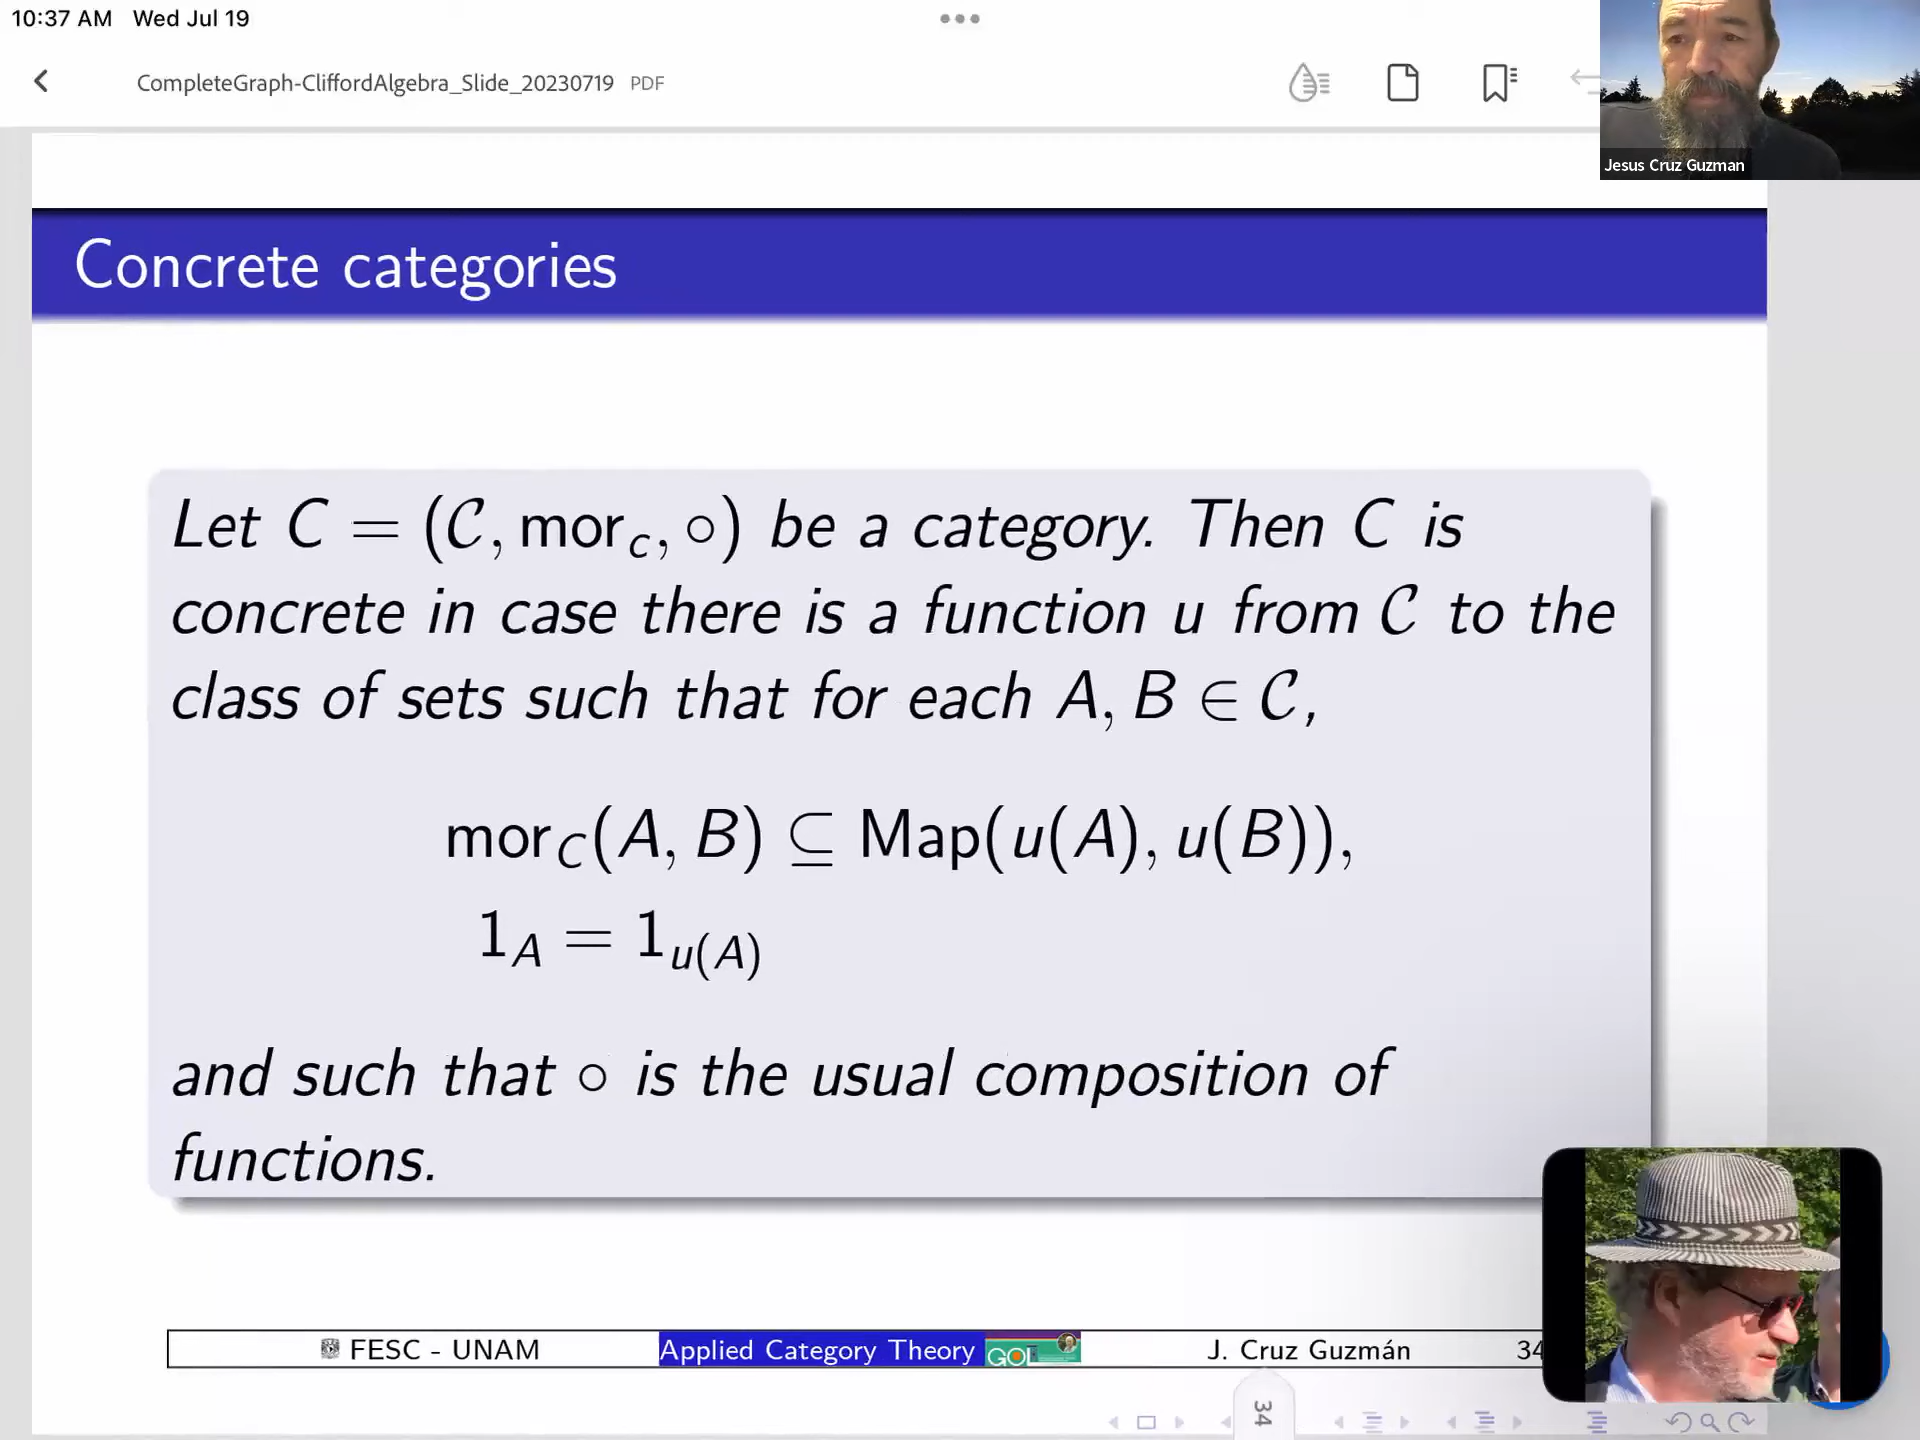 10:37 AM Wed Jul 19
CompleteGraph-CliffordAlgebra_Slide_20230719 PDF
Jesus Cruz Guzman
Concrete categories
Let C = (𝒞, mor_c, ∘) be a category. Then C is
concrete in case there is a function u from 𝒞 to the
class of sets such that for each A, B ∈ 𝒞,
mor_C(A, B) ⊆ Map(u(A), u(B)),
1_A = 1_{u(A)}
and such that ∘ is the usual composition of
functions.
FESC - UNAM Applied Category Theory J. Cruz Guzmán 34
34